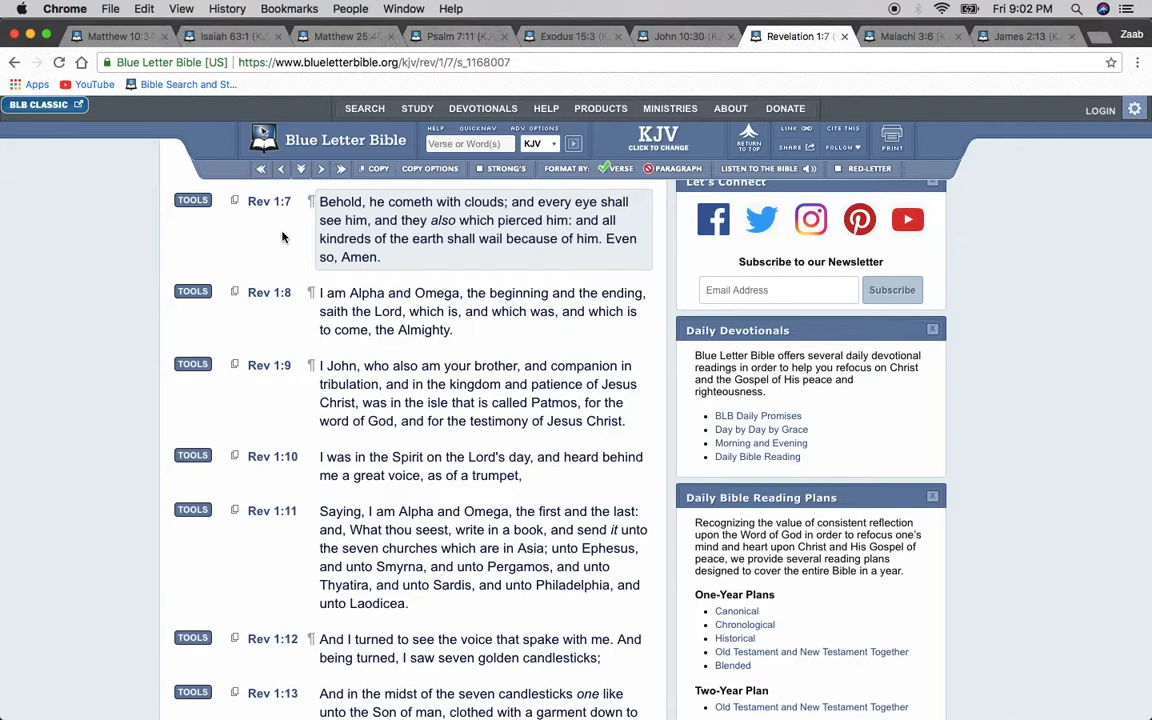 Chrome File Edit View History Bookmarks People Window Help Fri 9:02 PM
Matthew 10:34 Isaiah 63:1 (K Matthew 25:4 Psalm 7:11 (K Exodus 15:3 John 10:30 (K Revelation 1:7 Malachi 3:6 (K James 2:13 (K Zaab
Blue Letter Bible [US] https://www.blueletterbible.org/kjv/rev/1/7/s_1168007
Apps YouTube Bible Search and St...
BLB CLASSIC
SEARCH STUDY DEVOTIONALS HELP PRODUCTS MINISTRIES ABOUT DONATE LOGIN
Blue Letter Bible
HELP QUICKNAV ADV. OPTIONS
Verse or Word(s) KJV
KJV
CLICK TO CHANGE
RETURN TO TOP
LINK CITE THIS
SHARE FOLLOW
PRINT
COPY COPY OPTIONS STRONG'S FORMAT BY: VERSE PARAGRAPH LISTEN TO THE BIBLE RED-LETTER
TOOLS Rev 1:7 ¶ Behold, he cometh with clouds; and every eye shall
see him, and they also which pierced him: and all
kindreds of the earth shall wail because of him. Even
so, Amen.
TOOLS Rev 1:8 ¶ I am Alpha and Omega, the beginning and the ending,
saith the Lord, which is, and which was, and which is
to come, the Almighty.
TOOLS Rev 1:9 ¶ I John, who also am your brother, and companion in
tribulation, and in the kingdom and patience of Jesus
Christ, was in the isle that is called Patmos, for the
word of God, and for the testimony of Jesus Christ.
TOOLS Rev 1:10 I was in the Spirit on the Lord's day, and heard behind
me a great voice, as of a trumpet,
TOOLS Rev 1:11 Saying, I am Alpha and Omega, the first and the last:
and, What thou seest, write in a book, and send it unto
the seven churches which are in Asia; unto Ephesus,
and unto Smyrna, and unto Pergamos, and unto
Thyatira, and unto Sardis, and unto Philadelphia, and
unto Laodicea.
TOOLS Rev 1:12 ¶ And I turned to see the voice that spake with me. And
being turned, I saw seven golden candlesticks;
TOOLS Rev 1:13 And in the midst of the seven candlesticks one like
unto the Son of man, clothed with a garment down to
Let's Connect
Subscribe to our Newsletter
Email Address Subscribe
Daily Devotionals
Blue Letter Bible offers several daily devotional
readings in order to help you refocus on Christ
and the Gospel of His peace and
righteousness.
BLB Daily Promises
Day by Day by Grace
Morning and Evening
Daily Bible Reading
Daily Bible Reading Plans
Recognizing the value of consistent reflection
upon the Word of God in order to refocus one's
mind and heart upon Christ and His Gospel of
peace, we provide several reading plans
designed to cover the entire Bible in a year.
One-Year Plans
Canonical
Chronological
Historical
Old Testament and New Testament Together
Blended
Two-Year Plan
Old Testament and New Testament Together